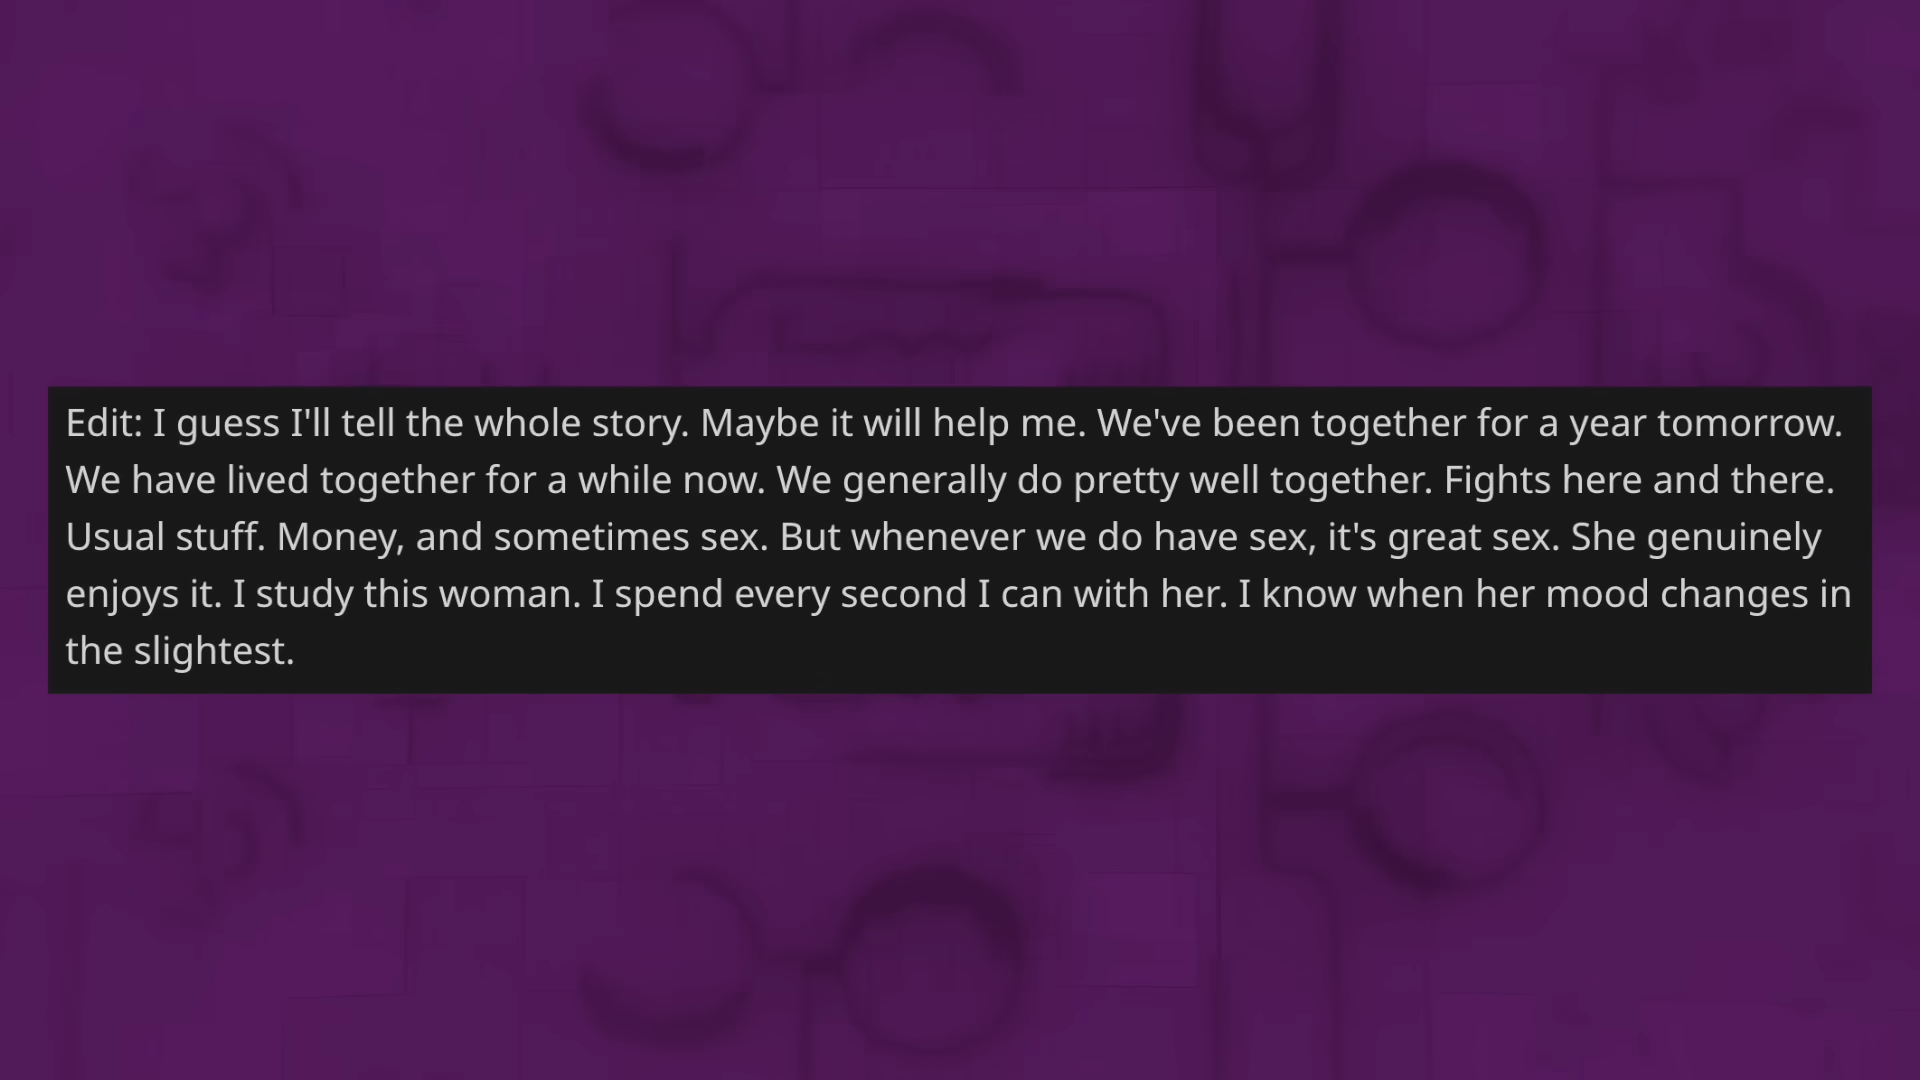 Edit: I guess I'll tell the whole story. Maybe it will help me. We've been together for a year tomorrow.
We have lived together for a while now. We generally do pretty well together. Fights here and there.
Usual stuff. Money, and sometimes sex. But whenever we do have sex, it's great sex. She genuinely
enjoys it. I study this woman. I spend every second I can with her. I know when her mood changes in
the slightest.